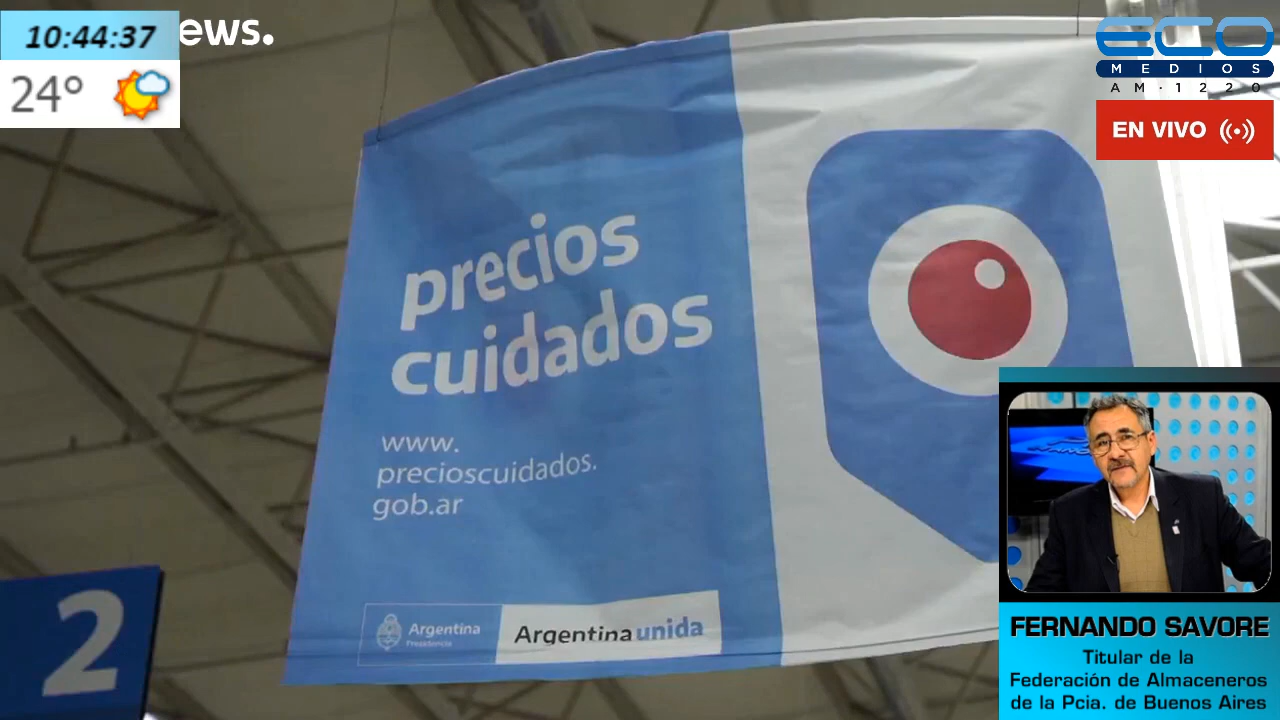 10:44:37
ews.
24°
ECO
MEDIOS
AM·1220
EN VIVO
precios
cuidados
www.
precioscuidados.
gob.ar
Argentina
Presidencia
Argentina unida
2
FERNANDO SAVORE
Titular de la
Federación de Almaceneros
de la Pcia. de Buenos Aires